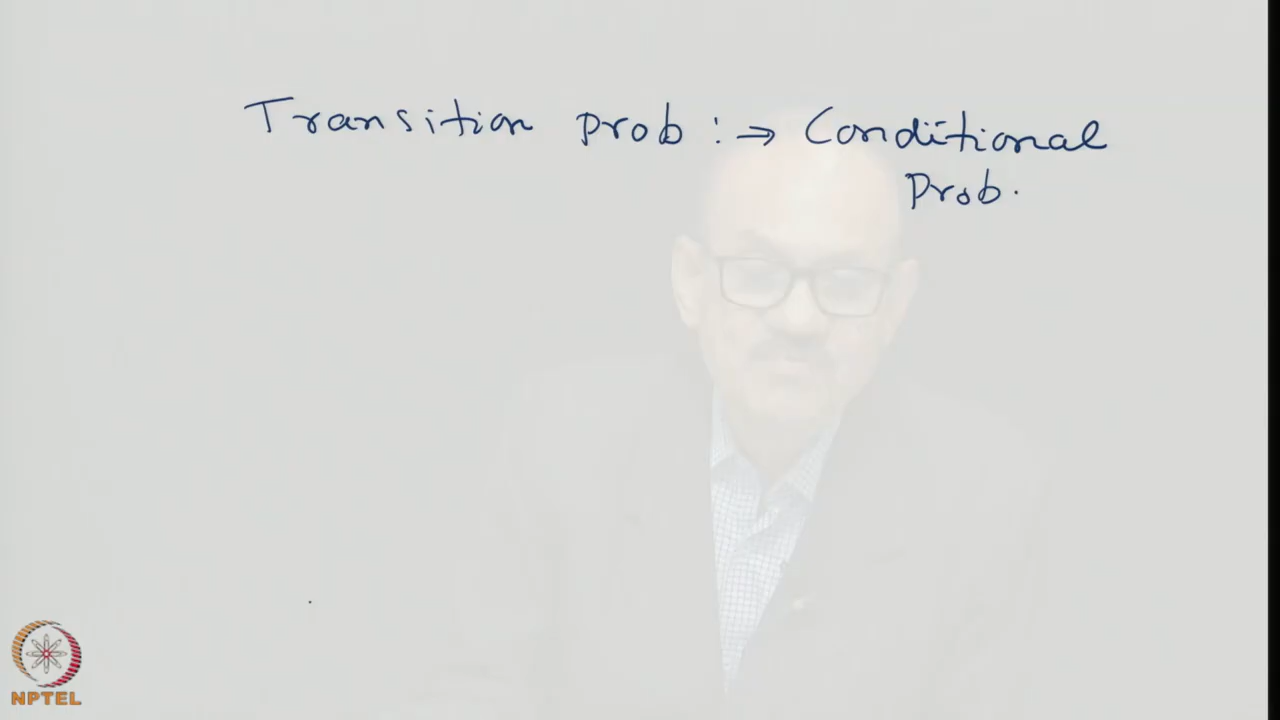 Transition prob : → Conditional
Prob.
NPTEL